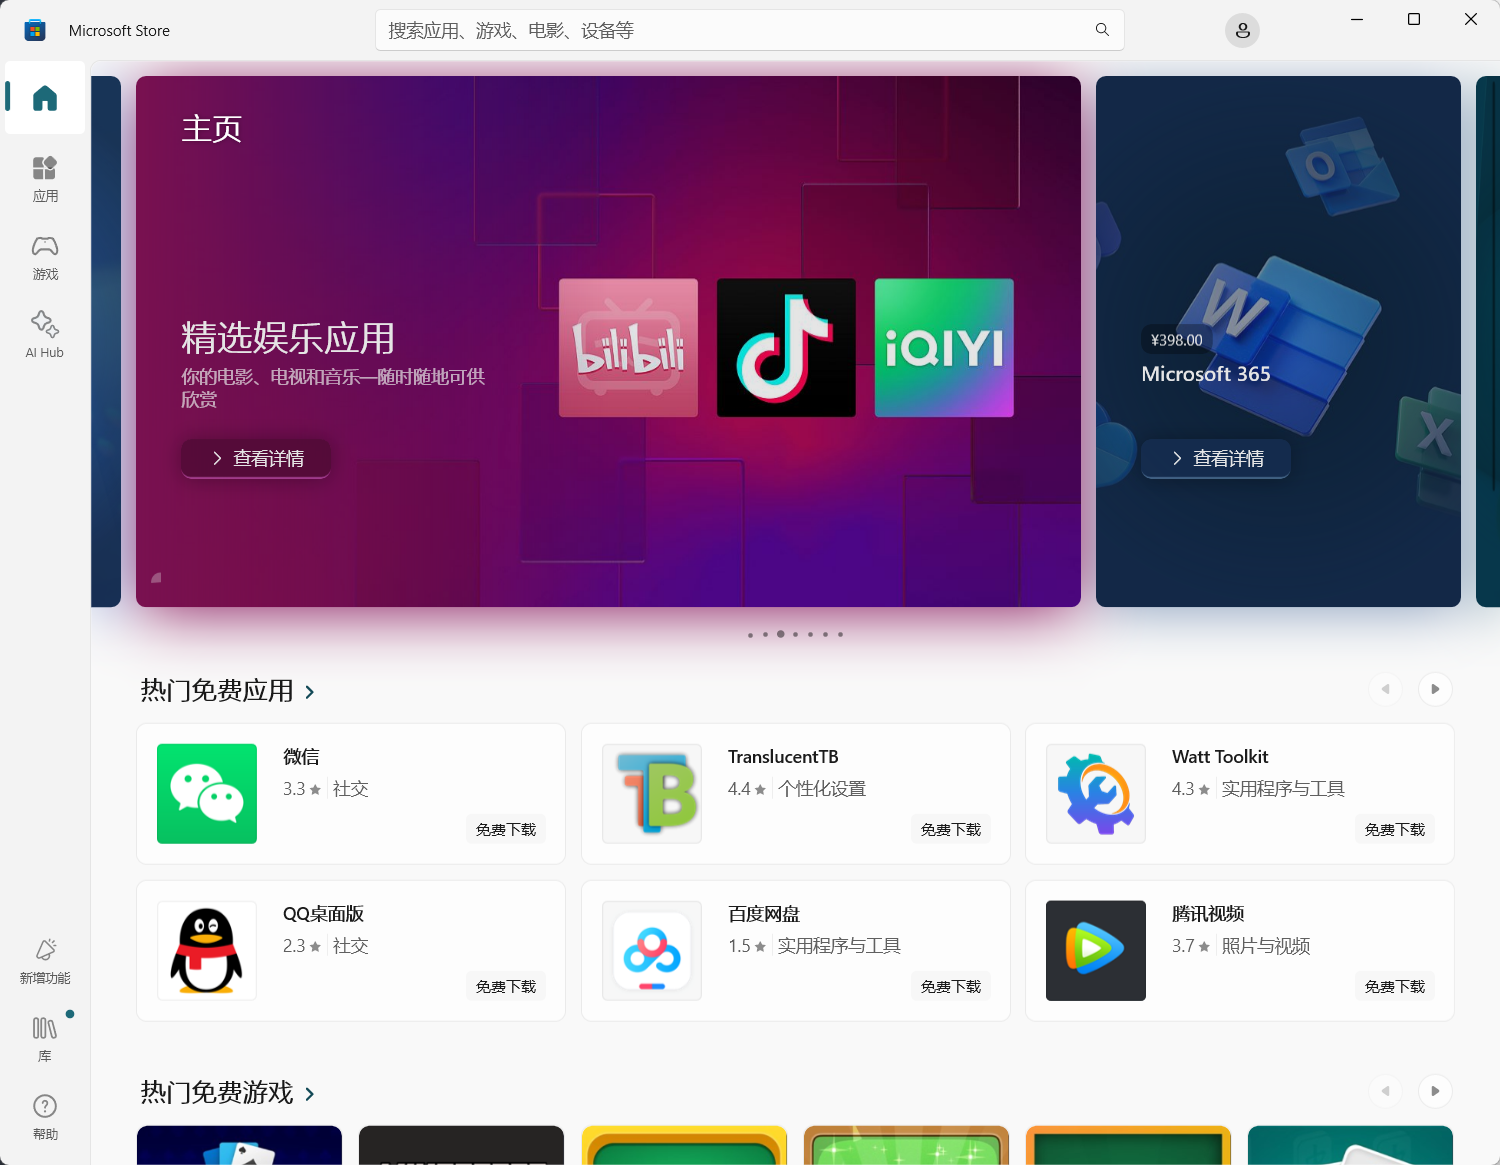 Microsoft Store
搜索应用、游戏、电影、设备等
应用
游戏
AI Hub
新增功能
库
帮助
主页
精选娱乐应用
你的电影、电视和音乐—随时随地可供
欣赏
查看详情
bilibili
iQIYI
O
W
X
¥398.00
Microsoft 365
查看详情
热门免费应用
微信
3.3 ★ 社交
免费下载
TB
TranslucentTB
4.4 ★ 个性化设置
免费下载
Watt Toolkit
4.3 ★ 实用程序与工具
免费下载
QQ桌面版
2.3 ★ 社交
免费下载
百度网盘
1.5 ★ 实用程序与工具
免费下载
腾讯视频
3.7 ★ 照片与视频
免费下载
热门免费游戏